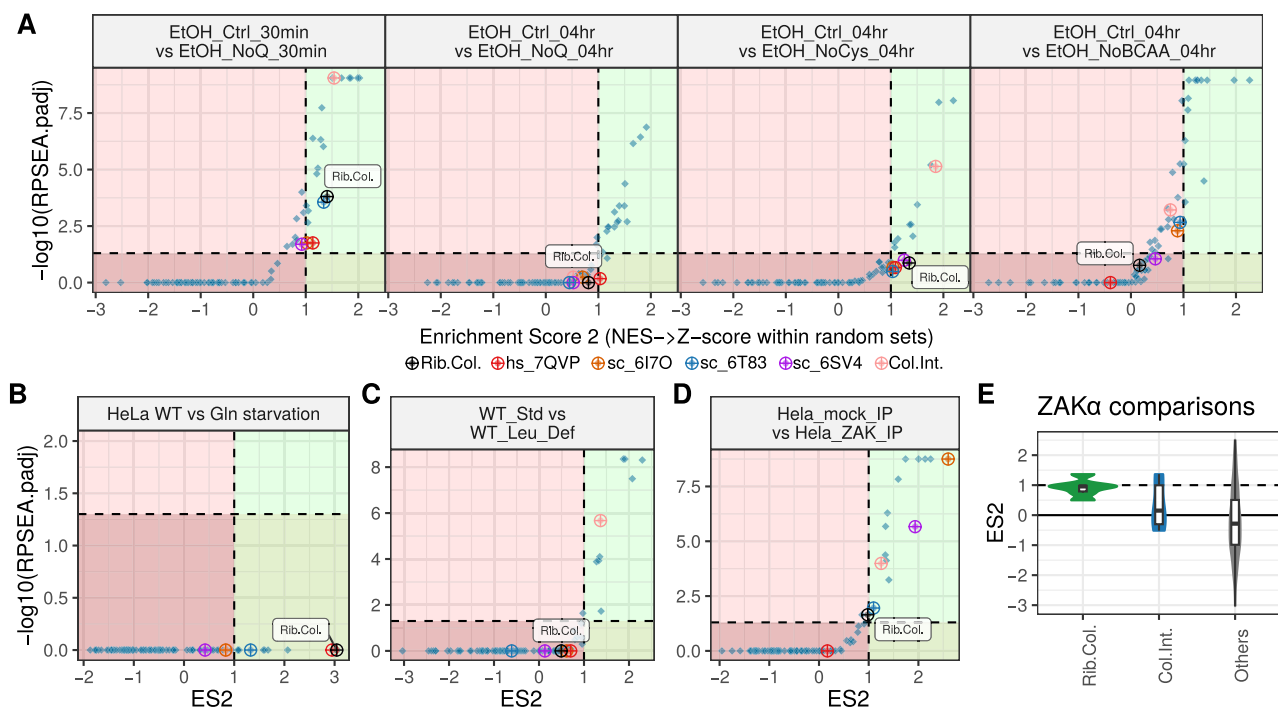 A
EtOH_Ctrl_30min
vs EtOH_NoQ_30min
EtOH_Ctrl_04hr
vs EtOH_NoQ_04hr
EtOH_Ctrl_04hr
vs EtOH_NoCys_04hr
EtOH_Ctrl_04hr
vs EtOH_NoBCAA_04hr
−log10(RPSEA.padj)
7.5
5.0
2.5
0.0
Rib.Col.
Rib.Col.
Rib.Col.
Rib.Col.
−3 −2 −1 0 1 2
−3 −2 −1 0 1 2
−3 −2 −1 0 1 2
−3 −2 −1 0 1 2
Enrichment Score 2 (NES−>Z−score within random sets)
Rib.Col. hs_7QVP sc_6I7O sc_6T83 sc_6SV4 Col.Int.
B
HeLa WT vs Gln starvation
−log10(RPSEA.padj)
2.0
1.5
1.0
0.5
0.0
Rib.Col.
−2 −1 0 1 2 3
ES2
C
WT_Std vs
WT_Leu_Def
8
6
4
2
0
Rib.Col.
−3 −2 −1 0 1 2
ES2
D
Hela_mock_IP
vs Hela_ZAK_IP
7.5
5.0
2.5
0.0
Rib.Col.
−2 −1 0 1 2
ES2
E
ZAKα comparisons
ES2
2
1
0
−1
−2
−3
Rib.Col.
Col.Int.
Others